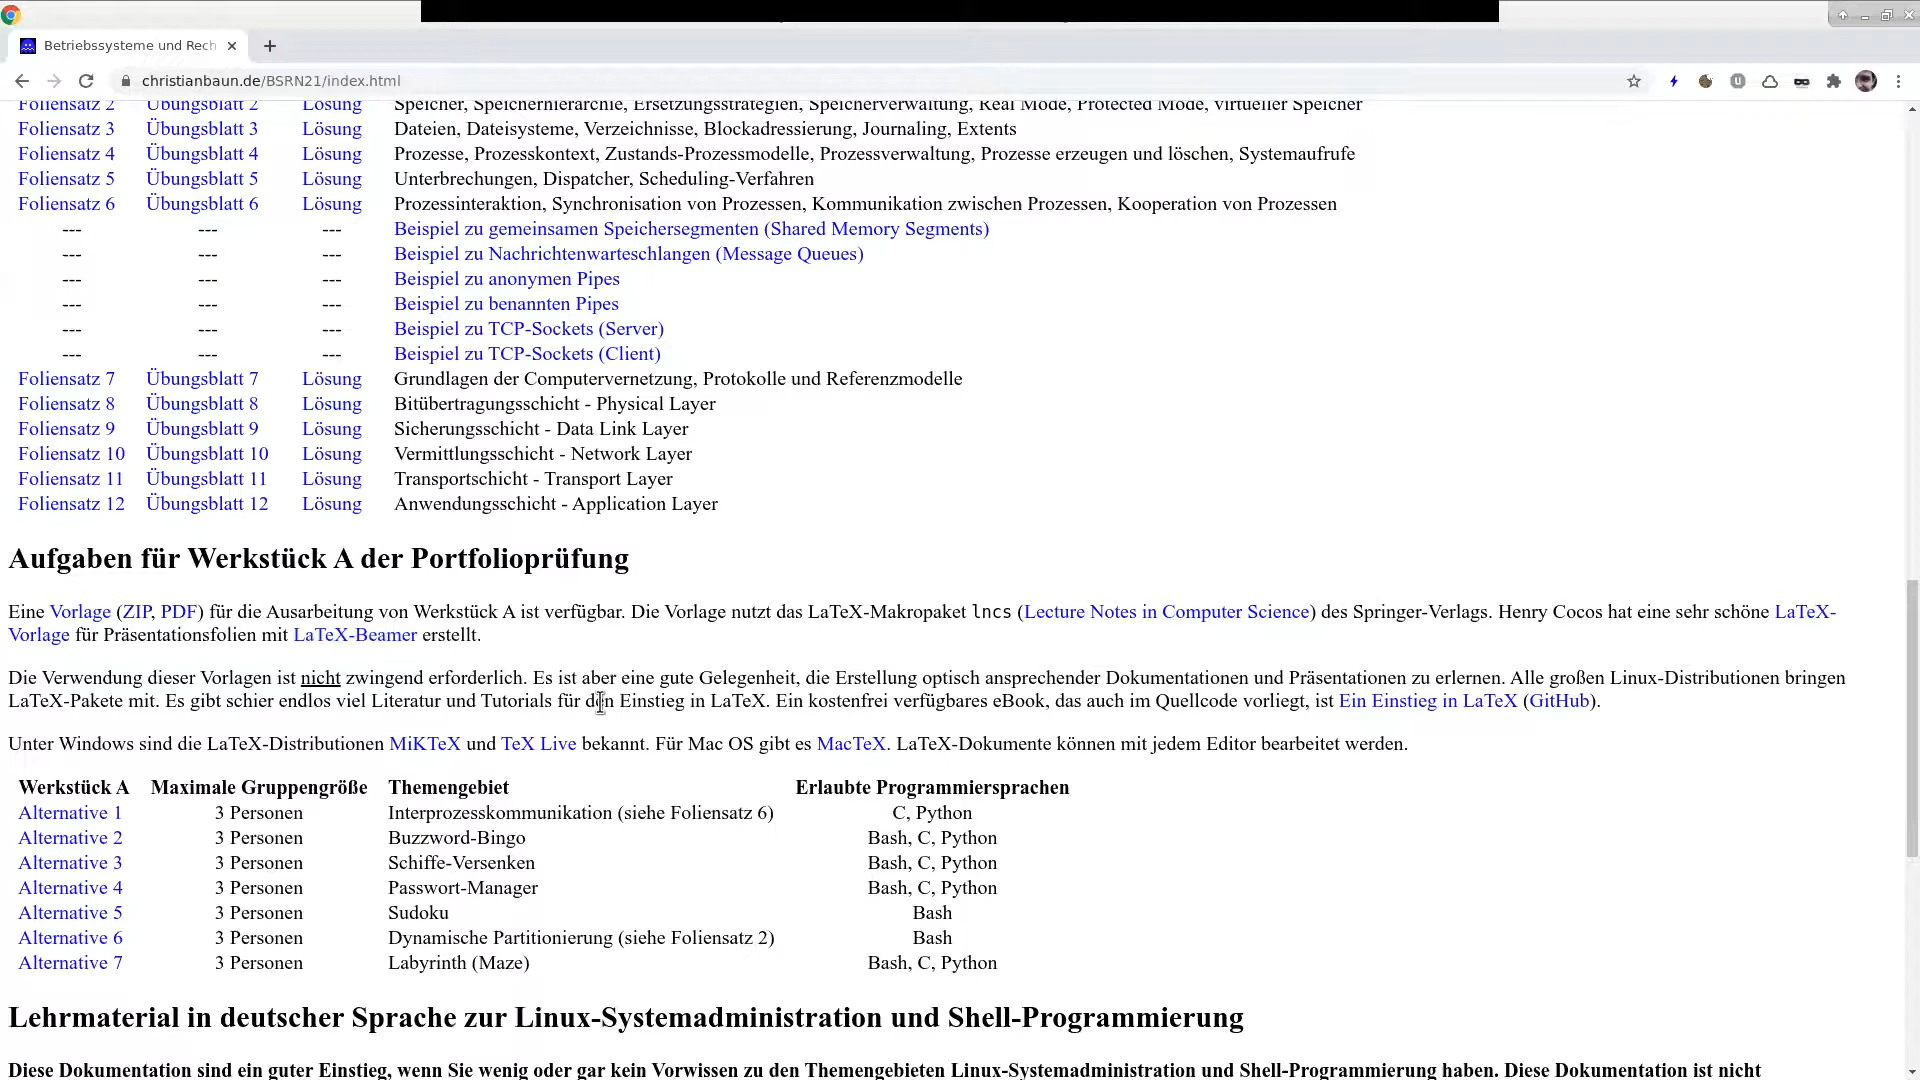 Betriebssysteme und Rech
christianbaun.de/BSRN21/index.html
Foliensatz 2 Übungsblatt 2 Lösung Speicher, Speicherhierarchie, Ersetzungsstrategien, Speicherverwaltung, Real Mode, Protected Mode, virtueller Speicher
Foliensatz 3 Übungsblatt 3 Lösung Dateien, Dateisysteme, Verzeichnisse, Blockadressierung, Journaling, Extents
Foliensatz 4 Übungsblatt 4 Lösung Prozesse, Prozesskontext, Zustands-Prozessmodelle, Prozessverwaltung, Prozesse erzeugen und löschen, Systemaufrufe
Foliensatz 5 Übungsblatt 5 Lösung Unterbrechungen, Dispatcher, Scheduling-Verfahren
Foliensatz 6 Übungsblatt 6 Lösung Prozessinteraktion, Synchronisation von Prozessen, Kommunikation zwischen Prozessen, Kooperation von Prozessen
--- --- --- Beispiel zu gemeinsamen Speichersegmenten (Shared Memory Segments)
--- --- --- Beispiel zu Nachrichtenwarteschlangen (Message Queues)
--- --- --- Beispiel zu anonymen Pipes
--- --- --- Beispiel zu benannten Pipes
--- --- --- Beispiel zu TCP-Sockets (Server)
--- --- --- Beispiel zu TCP-Sockets (Client)
Foliensatz 7 Übungsblatt 7 Lösung Grundlagen der Computervernetzung, Protokolle und Referenzmodelle
Foliensatz 8 Übungsblatt 8 Lösung Bitübertragungsschicht - Physical Layer
Foliensatz 9 Übungsblatt 9 Lösung Sicherungsschicht - Data Link Layer
Foliensatz 10 Übungsblatt 10 Lösung Vermittlungsschicht - Network Layer
Foliensatz 11 Übungsblatt 11 Lösung Transportschicht - Transport Layer
Foliensatz 12 Übungsblatt 12 Lösung Anwendungsschicht - Application Layer
Aufgaben für Werkstück A der Portfolioprüfung
Eine Vorlage (ZIP, PDF) für die Ausarbeitung von Werkstück A ist verfügbar. Die Vorlage nutzt das LaTeX-Makropaket lncs (Lecture Notes in Computer Science) des Springer-Verlags. Henry Cocos hat eine sehr schöne LaTeX-
Vorlage für Präsentationsfolien mit LaTeX-Beamer erstellt.
Die Verwendung dieser Vorlagen ist nicht zwingend erforderlich. Es ist aber eine gute Gelegenheit, die Erstellung optisch ansprechender Dokumentationen und Präsentationen zu erlernen. Alle großen Linux-Distributionen bringen
LaTeX-Pakete mit. Es gibt schier endlos viel Literatur und Tutorials für den Einstieg in LaTeX. Ein kostenfrei verfügbares eBook, das auch im Quellcode vorliegt, ist Ein Einstieg in LaTeX (GitHub).
Unter Windows sind die LaTeX-Distributionen MiKTeX und TeX Live bekannt. Für Mac OS gibt es MacTeX. LaTeX-Dokumente können mit jedem Editor bearbeitet werden.
Werkstück A Maximale Gruppengröße Themengebiet Erlaubte Programmiersprachen
Alternative 1 3 Personen Interprozesskommunikation (siehe Foliensatz 6) C, Python
Alternative 2 3 Personen Buzzword-Bingo Bash, C, Python
Alternative 3 3 Personen Schiffe-Versenken Bash, C, Python
Alternative 4 3 Personen Passwort-Manager Bash, C, Python
Alternative 5 3 Personen Sudoku Bash
Alternative 6 3 Personen Dynamische Partitionierung (siehe Foliensatz 2) Bash
Alternative 7 3 Personen Labyrinth (Maze) Bash, C, Python
Lehrmaterial in deutscher Sprache zur Linux-Systemadministration und Shell-Programmierung
Diese Dokumentation sind ein guter Einstieg, wenn Sie wenig oder gar kein Vorwissen zu den Themengebieten Linux-Systemadministration und Shell-Programmierung haben. Diese Dokumentation ist nicht